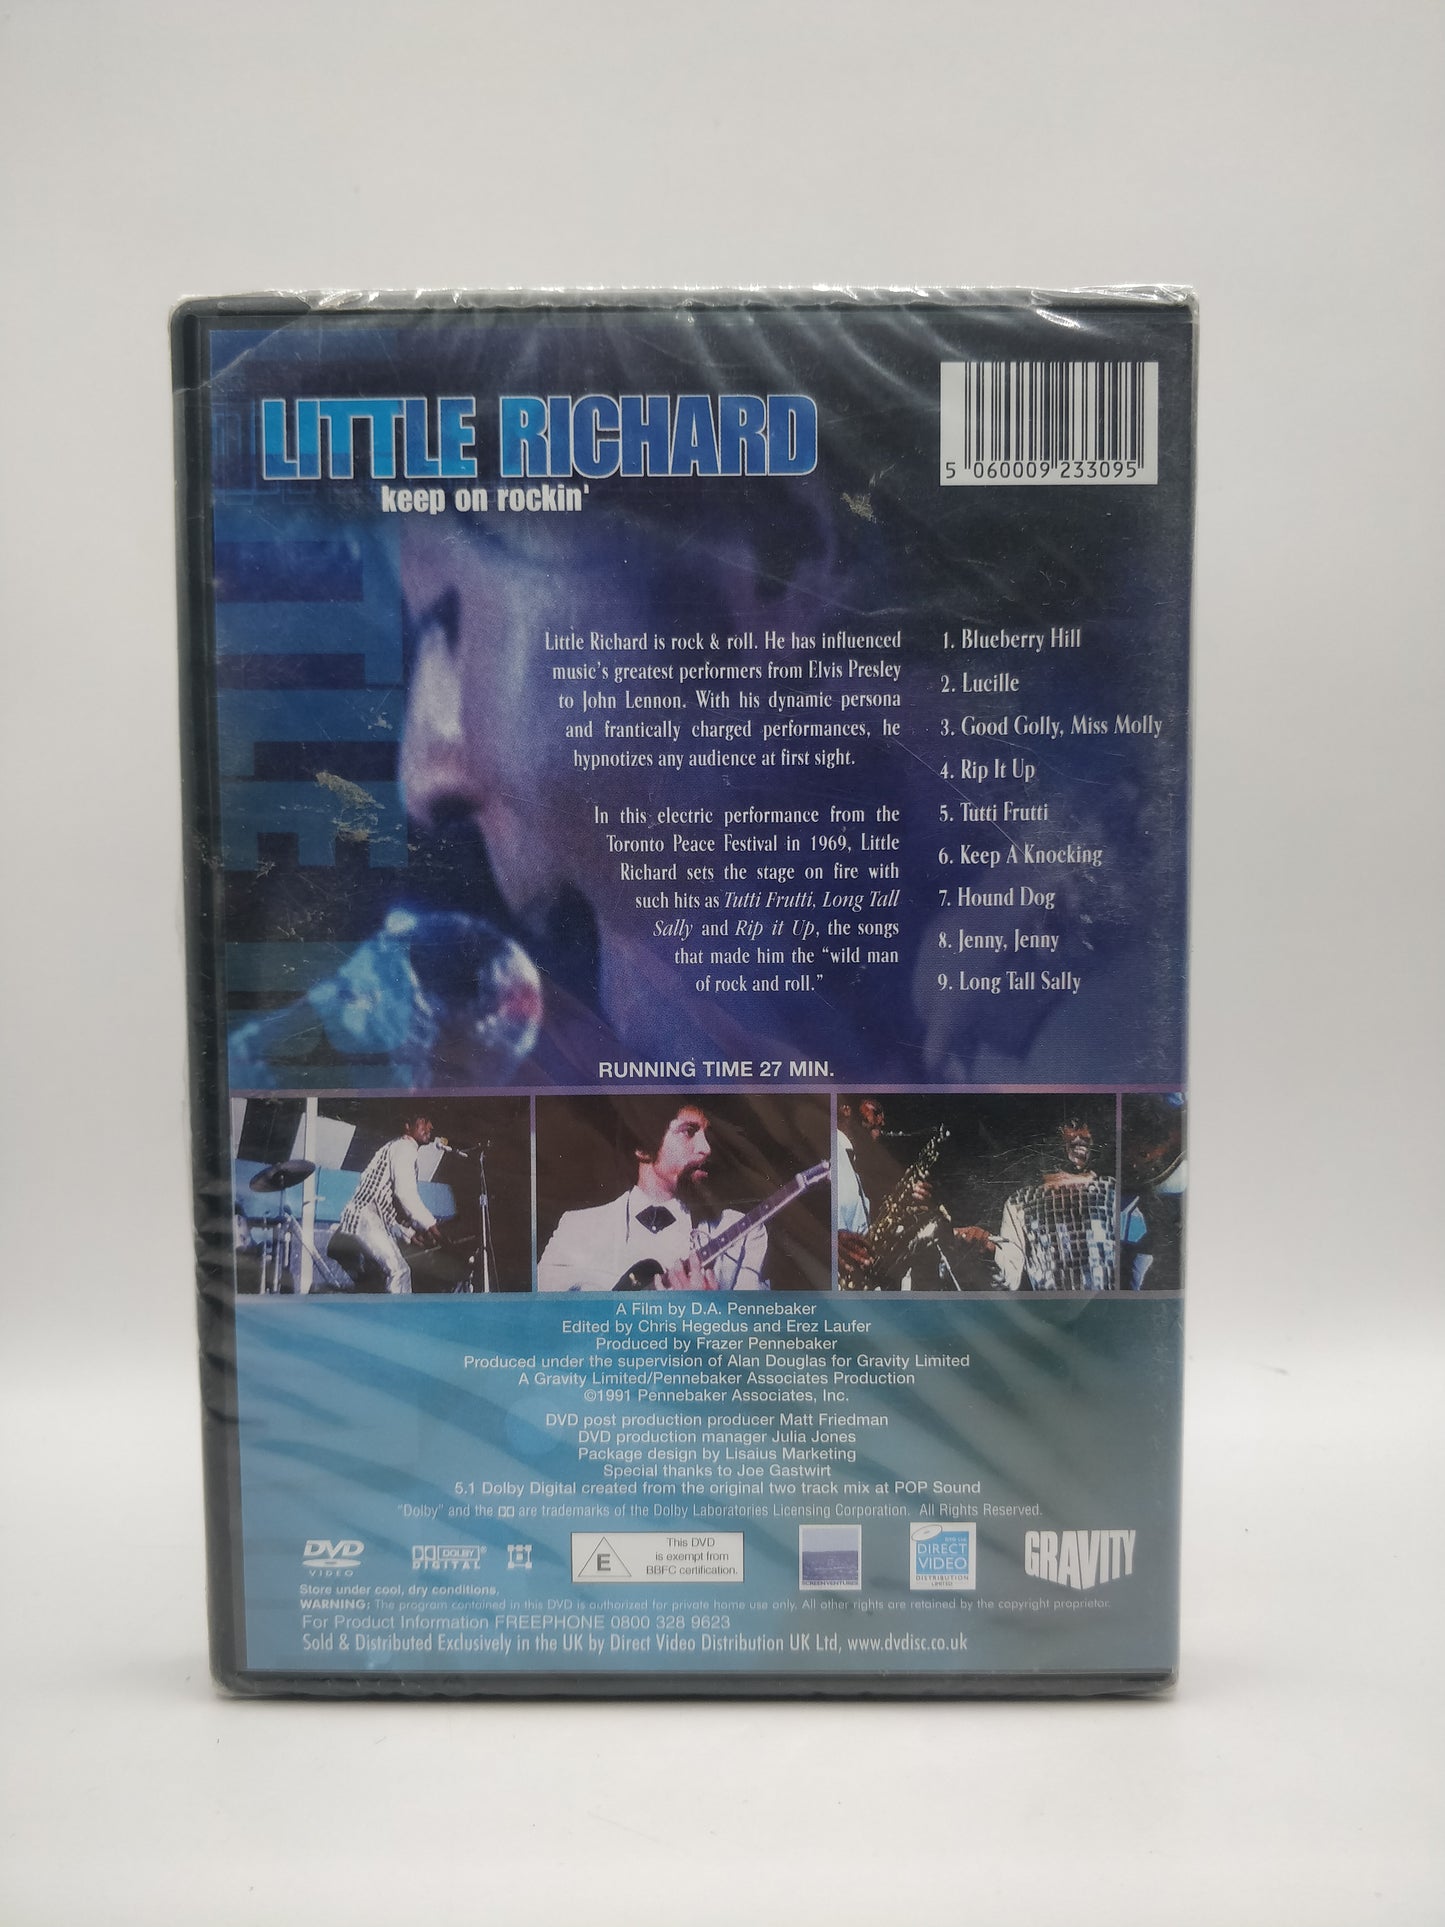 LITTLE RICHARD
keep on rockin'
5 060009 233095
Little Richard is rock & roll. He has influenced
music's greatest performers from Elvis Presley
to John Lennon. With his dynamic persona
and frantically charged performances, he
hypnotizes any audience at first sight.
In this electric performance from the
Toronto Peace Festival in 1969, Little
Richard sets the stage on fire with
such hits as Tutti Frutti, Long Tall
Sally and Rip it Up, the songs
that made him the “wild man
of rock and roll.”
1. Blueberry Hill
2. Lucille
3. Good Golly, Miss Molly
4. Rip It Up
5. Tutti Frutti
6. Keep A Knocking
7. Hound Dog
8. Jenny, Jenny
9. Long Tall Sally
RUNNING TIME 27 MIN.
A Film by D.A. Pennebaker
Edited by Chris Hegedus and Erez Laufer
Produced by Frazer Pennebaker
Produced under the supervision of Alan Douglas for Gravity Limited
A Gravity Limited/Pennebaker Associates Production
©1991 Pennebaker Associates, Inc.
DVD post production producer Matt Friedman
DVD production manager Julia Jones
Package design by Lisaius Marketing
Special thanks to Joe Gastwirt
5.1 Dolby Digital created from the original two track mix at POP Sound
“Dolby” and the are trademarks of the Dolby Laboratories Licensing Corporation. All Rights Reserved.
DVD
VIDEO
DOLBY
DIGITAL
E
This DVD
is exempt from
BBFC certification.
SCREEN VENTURES
DVD Ltd
DIRECT
VIDEO
DISTRIBUTION
LIMITED
GRAVITY
Store under cool, dry conditions.
WARNING: The program contained in this DVD is authorized for private home use only. All other rights are retained by the copyright proprietor.
For Product Information FREEPHONE 0800 328 9623
Sold & Distributed Exclusively in the UK by Direct Video Distribution UK Ltd, www.dvdisc.co.uk